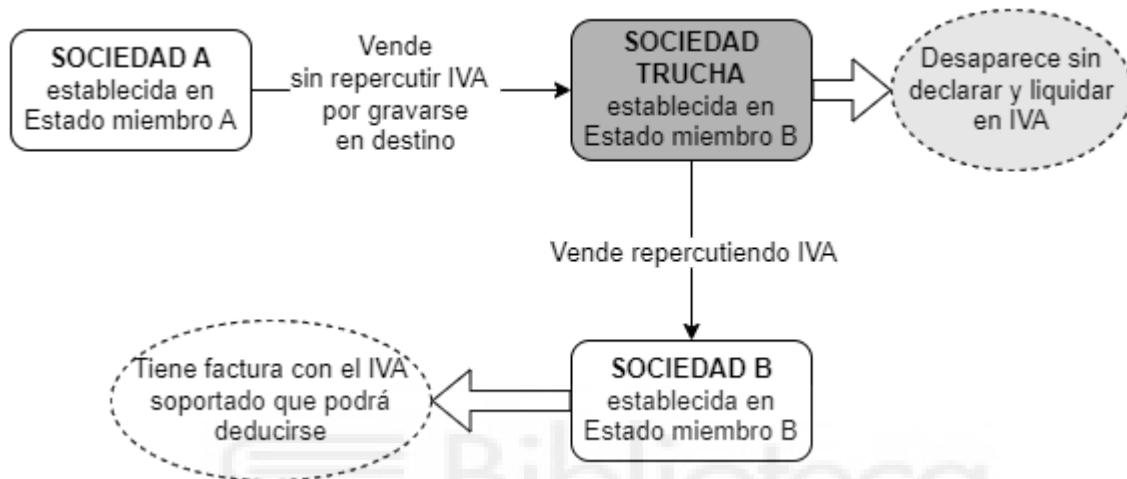 SOCIEDAD A
establecida en
Estado miembro A
Vende
sin repercutir IVA
por gravarse
en destino
SOCIEDAD
TRUCHA
establecida en
Estado miembro B
Desaparece sin
declarar y liquidar
en IVA
Vende repercutiendo IVA
Tiene factura con el IVA
soportado que podrá
deducirse
SOCIEDAD B
establecida en
Estado miembro B
Biblioteca